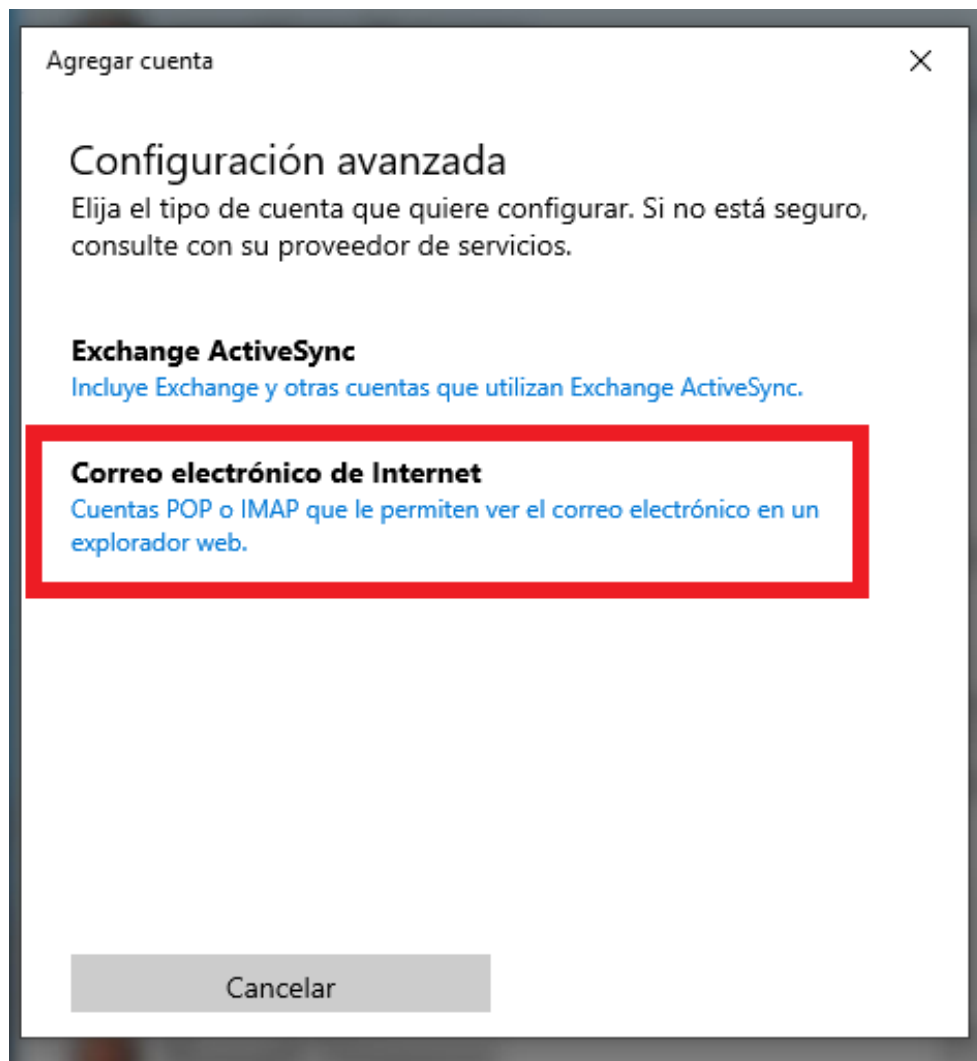 Agregar cuenta
Configuración avanzada
Elija el tipo de cuenta que quiere configurar. Si no está seguro,
consulte con su proveedor de servicios.
Exchange ActiveSync
Incluye Exchange y otras cuentas que utilizan Exchange ActiveSync.
Correo electrónico de Internet
Cuentas POP o IMAP que le permiten ver el correo electrónico en un
explorador web.
Cancelar